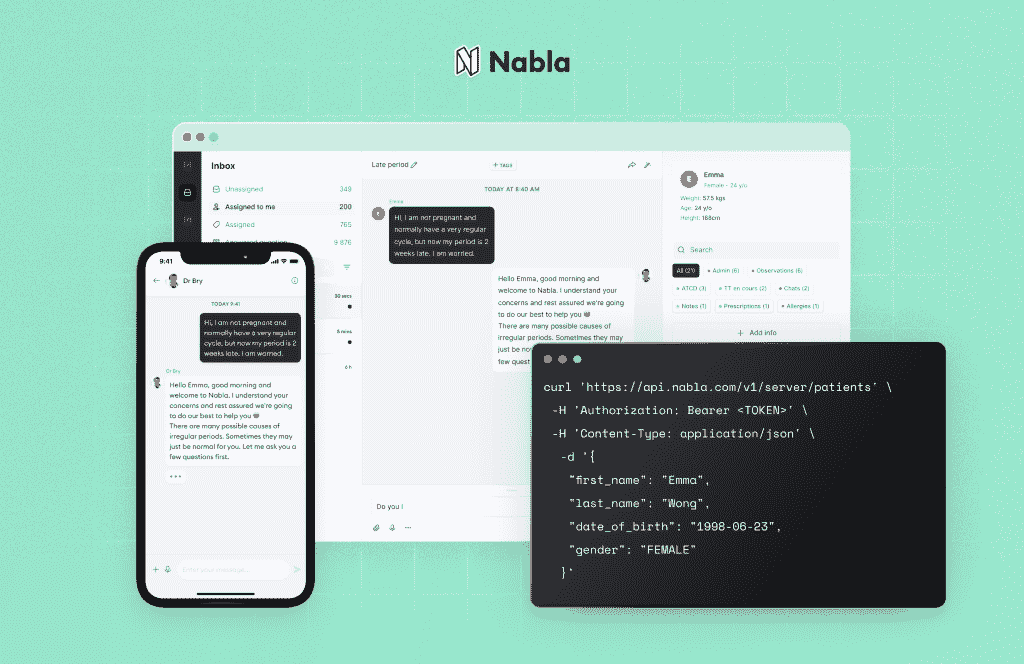 Nabla
Inbox
Unassigned 349
Assigned to me 200
Assigned 765
9 876
30 secs
5 mins
6 h
Late period
+ TAGS
TODAY AT 8:40 AM
Emma
E
Hi, I am not pregnant and
normally have a very regular
cycle, but now my period is 2
weeks late. I am worried.
Hello Emma, good morning and
welcome to Nabla. I understand your
concerns and rest assured we're going
to do our best to help you
There are many possible causes of
irregular periods. Sometimes they may
just be no
few quest
Do you I
E
Emma
Female - 24 y/o
Weight: 57.5 kgs
Age: 24 y/o
Height: 168cm
Search
All (21) Admin (6) Observations (6)
ATCD (3) TT en cours (2) Chats (2)
Notes (1) Prescriptions (1) Allergies (1)
+ Add info
9:41
Dr Bry
TODAY 9:41
Hi, I am not pregnant and
normally have a very regular
cycle, but now my period is 2
weeks late. I am worried.
Dr Bry
Hello Emma, good morning and
welcome to Nabla. I understand your
concerns and rest assured we're going
to do our best to help you
There are many possible causes of
irregular periods. Sometimes they may
just be normal for you. Let me ask you a
few questions first.
Enter your message...
curl 'https://api.nabla.com/v1/server/patients' \
-H 'Authorization: Bearer <TOKEN>' \
-H 'Content-Type: application/json' \
-d '{
"first_name": "Emma",
"last_name": "Wong",
"date_of_birth": "1998-06-23",
"gender": "FEMALE"
}'